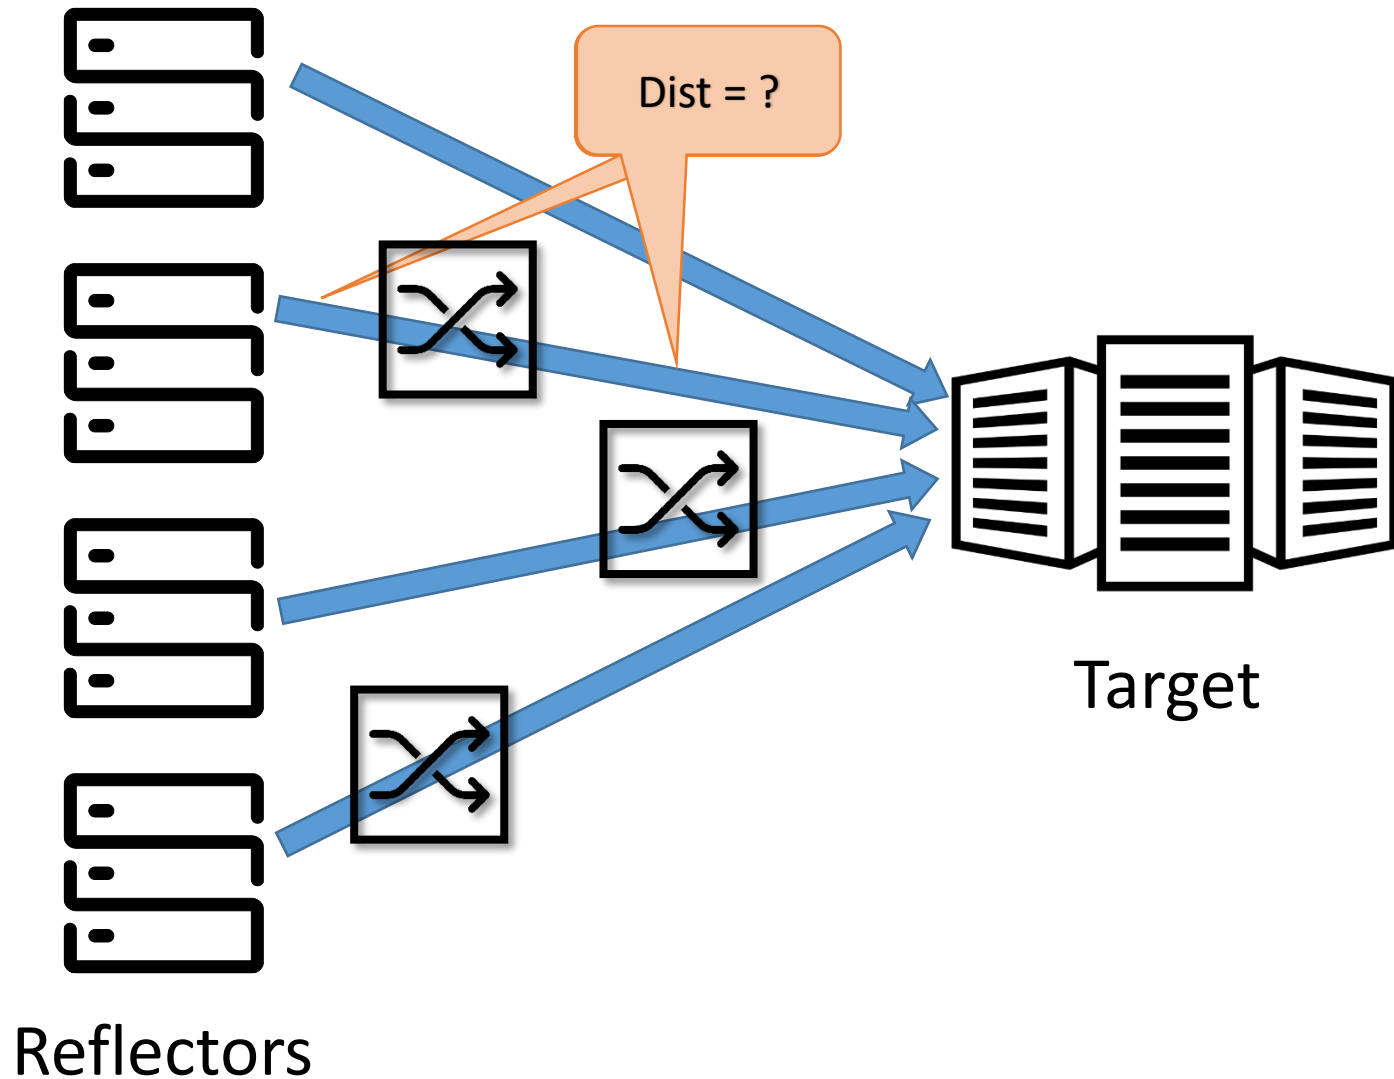 Dist = ?
Target
Reflectors